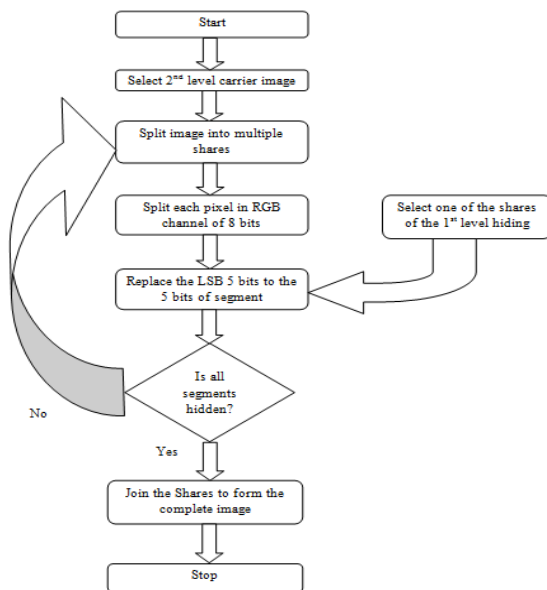 Start
Select 2nd level carrier image
Split image into multiple
shares
Split each pixel in RGB
channel of 8 bits
Select one of the shares
of the 1st level hiding
Replace the LSB 5 bits to the
5 bits of segment
Is all
segments
hidden?
No
Yes
Join the Shares to form the
complete image
Stop